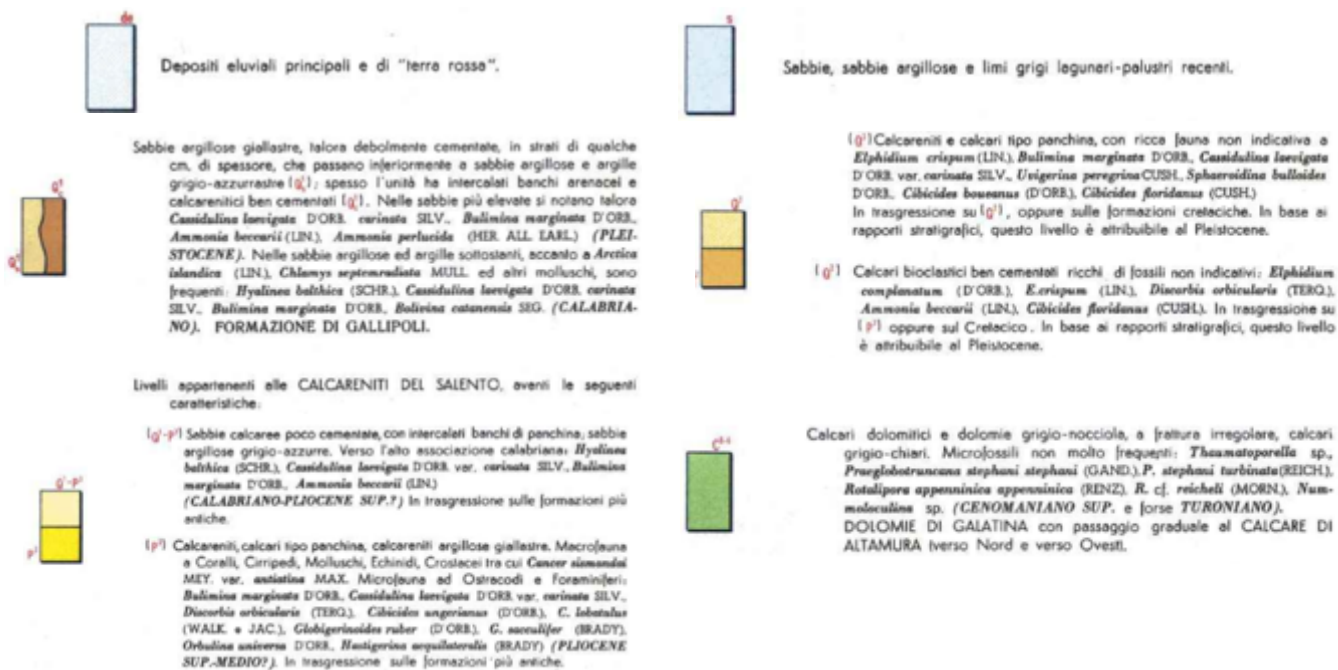 de
Depositi eluviali principali e di "terra rossa".
Sabbie argillose giallastre, talora debolmente cementate, in strati di qualche
cm. di spessore, che passano inferiormente a sabbie argillose e argille
grigio-azzurrastre; spesso l'unità ha intercalati banchi arenacei e
calcarenitici ben cementati. Nelle sabbie più elevate si notano talora
Cassidulina laevigata D'ORB. carinata SILV., Bulimina marginata D'ORB.,
Ammonia beccarii (LIN.), Ammonia perlucida (HER. ALL. EARL.) (PLEI-
STOCENE). Nelle sabbie argillose ed argille sottostanti, accanto a Arctica
islandica (LIN.), Chlamys septemradiata MULL. ed altri molluschi, sono
frequenti: Hyalinea balthica (SCHR.), Cassidulina laevigata D'ORB. carinata
SILV., Bulimina marginata D'ORB., Bolivina catanensis SEG. (CALABRIA-
NO). FORMAZIONE DI GALLIPOLI.
Livelli appartenenti alle CALCARENITI DEL SALENTO, aventi le seguenti
caratteristiche:
Q¹-P³
P³
(Q¹-P³) Sabbie calcaree poco cementate, con intercalati banchi di panchina; sabbie
argillose grigio-azzurre. Verso l'alto associazione calabriana: Hyalinea
balthica (SCHR.), Cassidulina laevigata D'ORB. var. carinata SILV., Bulimina
marginata D'ORB., Ammonia beccarii (LIN.)
(CALABRIANO-PLIOCENE SUP.?) In trasgressione sulle formazioni più
antiche.
(P³) Calcareniti, calcari tipo panchina, calcareniti argillose giallastre. Macrofauna
a Coralli, Cirripedi, Molluschi, Echinidi, Crostacei tra cui Cancer sismondai
MEY. var. antiatina MAX. Microfauna ad Ostracodi e Foraminiferi:
Bulimina marginata D'ORB., Cassidulina laevigata D'ORB. var. carinata SILV.,
Discorbis orbicularis (TERQ.), Cibicides ungerianus (D'ORB.), C. lobatulus
(WALK. e JAC.), Globigerinoides ruber (D'ORB.), G. sacculifer (BRADY),
Orbulina universa D'ORB., Hastigerina aequilateralis (BRADY) (PLIOCENE
SUP.-MEDIO?). In trasgressione sulle formazioni più antiche.
s
Sabbie, sabbie argillose e limi grigi lagunari-palustri recenti.
Q²
(Q²) Calcareniti e calcari tipo panchina, con ricca fauna non indicativa a
Elphidium crispum (LIN.), Bulimina marginata D'ORB., Cassidulina laevigata
D'ORB. var. carinata SILV., Uvigerina peregrina CUSH., Sphaeroidina bulloides
D'ORB., Cibicides boueanus (D'ORB.), Cibicides floridanus (CUSH.)
In trasgressione su, oppure sulle formazioni cretaciche. In base ai
rapporti stratigrafici, questo livello è attribuibile al Pleistocene.
Calcari bioclastici ben cementati ricchi di fossili non indicativi: Elphidium
complanatum (D'ORB.), E. crispum (LIN.), Discorbis orbicularis (TERQ.),
Ammonia beccarii (LIN.), Cibicides floridanus (CUSH.). In trasgressione su
(P³) oppure sul Cretacico. In base ai rapporti stratigrafici, questo livello
è attribuibile al Pleistocene.
Calcari dolomitici e dolomie grigio-nocciola, a frattura irregolare, calcari
grigio-chiari. Microfossili non molto frequenti: Thaumatoporella sp.,
Praeglobotruncana stephani stephani (GAND.), P. stephani turbinata (REICH.),
Rotalipora appenninica appenninica (RENZ), R. cf. reicheli (MORN.), Num-
moloculina sp. (CENOMANIANO SUP. e forse TURONIANO).
DOLOMIE DI GALATINA con passaggio graduale al CALCARE DI
ALTAMURA (verso Nord e verso Ovest).